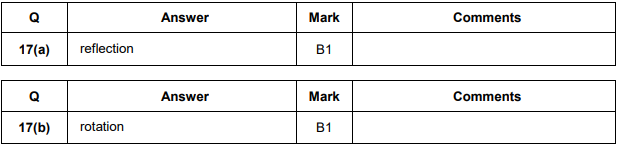 Q Answer Mark Comments
17(a) reflection B1
Q Answer Mark Comments
17(b) rotation B1